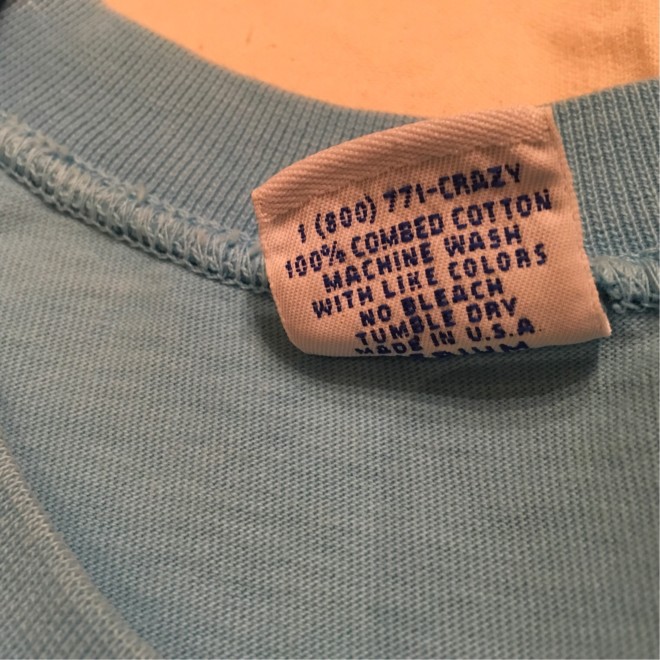 1 (800) 771-CRAZY
100% COMBED COTTON
MACHINE WASH
WITH LIKE COLORS
NO BLEACH
TUMBLE DRY
MADE IN U.S.A.